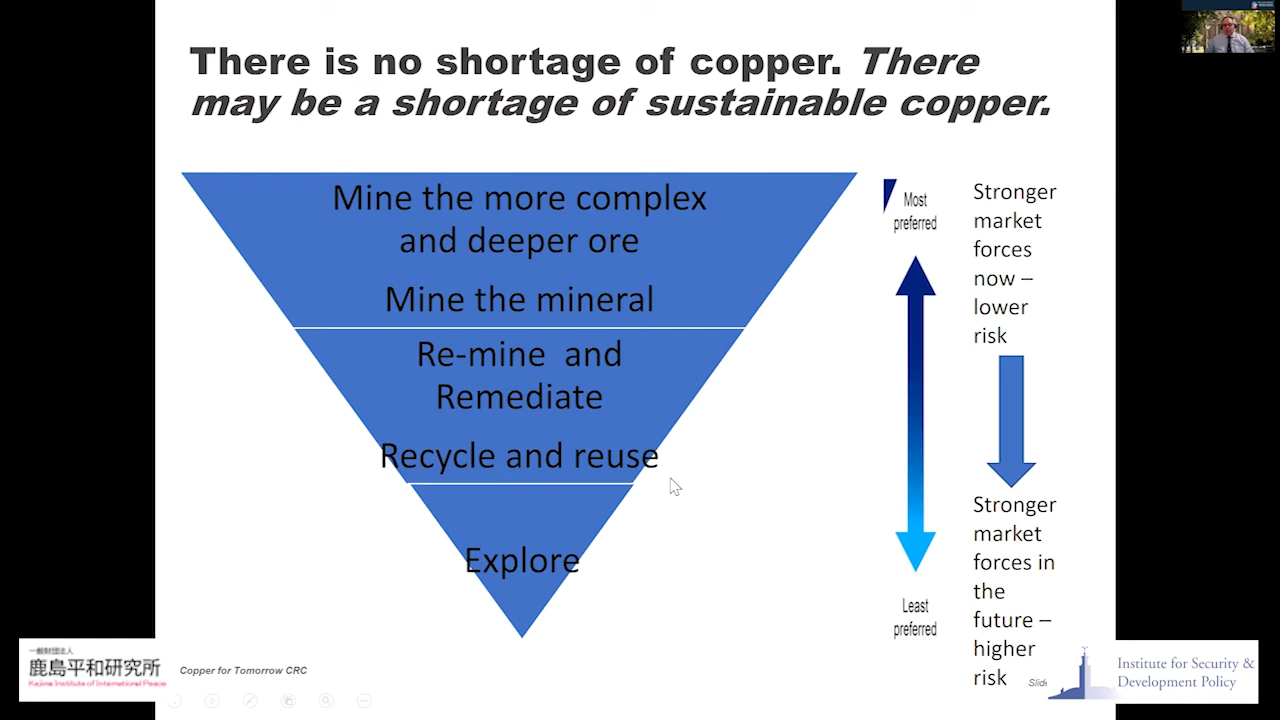 There is no shortage of copper. There
may be a shortage of sustainable copper.
Mine the more complex
and deeper ore
Mine the mineral
Re-mine and
Remediate
Recycle and reuse
Explore
Most
preferred
Least
preferred
Stronger
market
forces
now –
lower
risk
Stronger
market
forces in
the
future –
higher
risk
一般財団法人
鹿島平和研究所
Kajima Institute of International Peace
Copper for Tomorrow CRC
Slide
Institute for Security &
Development Policy